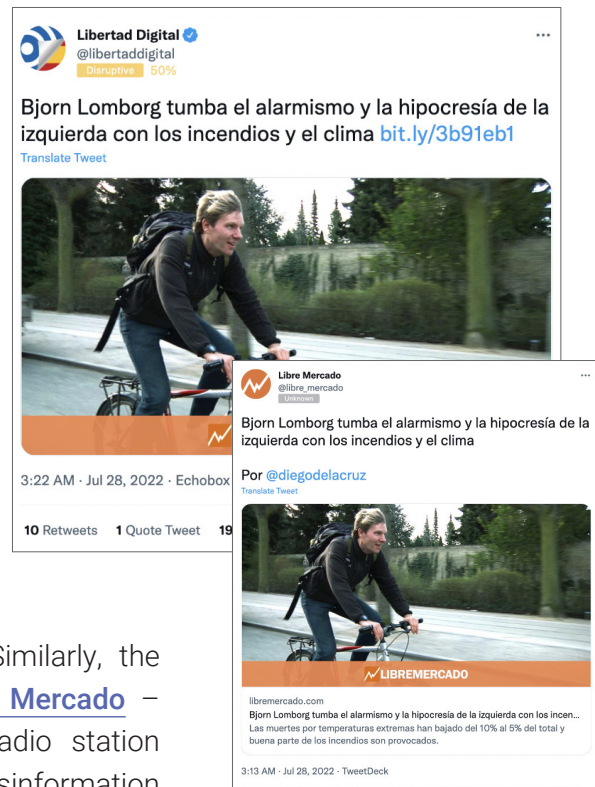 Libertad Digital
@libertaddigital
Disruptive 50%
Bjorn Lomborg tumba el alarmismo y la hipocresía de la
izquierda con los incendios y el clima bit.ly/3b91eb1
Translate Tweet
3:22 AM · Jul 28, 2022 · Echobox
10 Retweets 1 Quote Tweet 19
Libre Mercado
@libre_mercado
Unknown
Bjorn Lomborg tumba el alarmismo y la hipocresía de la
izquierda con los incendios y el clima
Por @diegodelacruz
Translate Tweet
LIBREMERCADO
libremercado.com
Bjorn Lomborg tumba el alarmismo y la hipocresía de la izquierda con los incen...
Las muertes por temperaturas extremas han bajado del 10% al 5% del total y
buena parte de los incendios son provocados.
3:13 AM · Jul 28, 2022 · TweetDeck
Similarly, the
Mercado –
adio station
sinformation